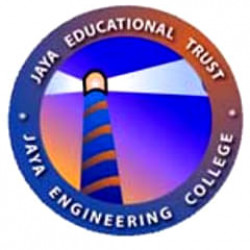 JAYA EDUCATIONAL TRUST
JAYA ENGINEERING COLLEGE